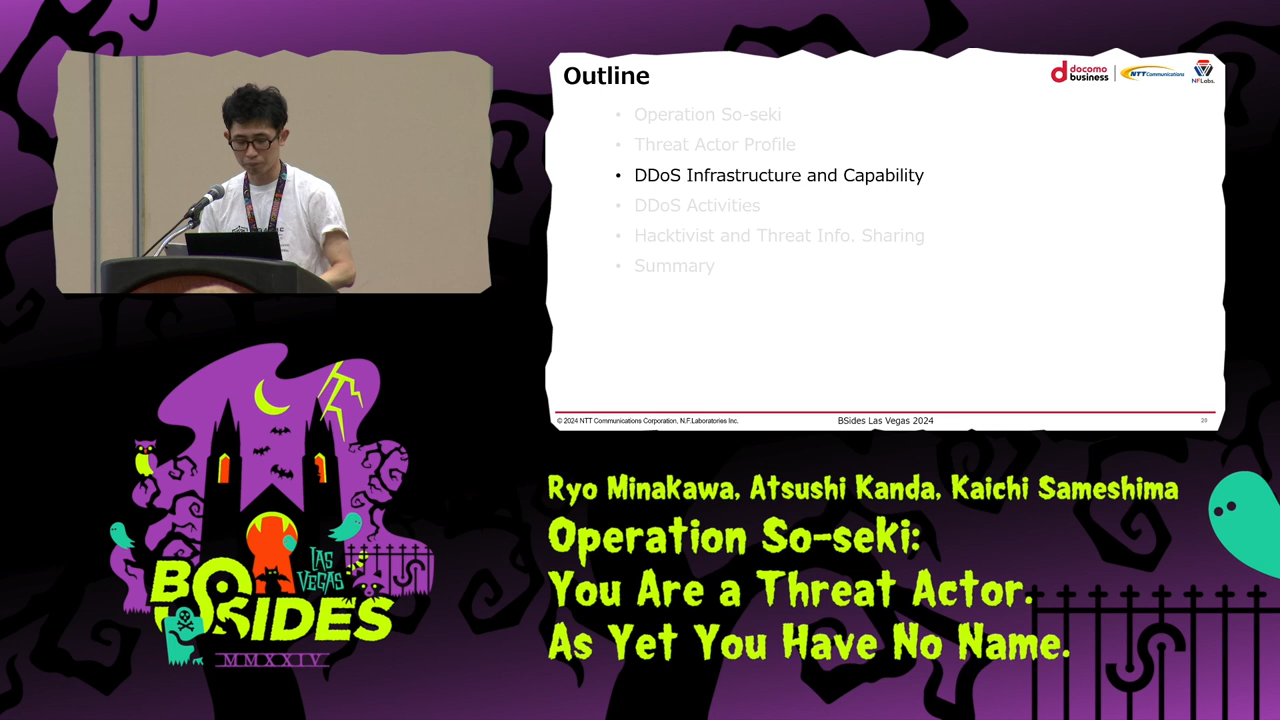 Outline
docomo
business
NTT Communications
NFLabs.
• Operation So-seki
• Threat Actor Profile
• DDoS Infrastructure and Capability
• DDoS Activities
• Hacktivist and Threat Info. Sharing
• Summary
© 2024 NTT Communications Corporation, N.F.Laboratories Inc.
BSides Las Vegas 2024
20
LAS
VEGAS
BSIDES
MMXXIV
Ryo Minakawa, Atsushi Kanda, Kaichi Sameshima
Operation So-seki:
You Are a Threat Actor.
As Yet You Have No Name.